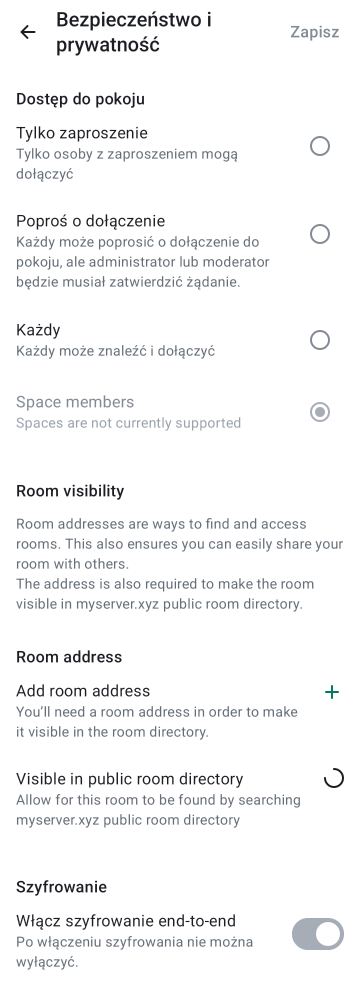 Bezpieczeństwo i
prywatność
Zapisz
Dostęp do pokoju
Tylko zaproszenie
Tylko osoby z zaproszeniem mogą
dołączyć
Poproś o dołączenie
Każdy może poprosić o dołączenie do
pokoju, ale administrator lub moderator
będzie musiał zatwierdzić żądanie.
Każdy
Każdy może znaleźć i dołączyć
Space members
Spaces are not currently supported
Room visibility
Room addresses are ways to find and access
rooms. This also ensures you can easily share your
room with others.
The address is also required to make the room
visible in myserver.xyz public room directory.
Room address
Add room address
You'll need a room address in order to make
it visible in the room directory.
Visible in public room directory
Allow for this room to be found by searching
myserver.xyz public room directory
Szyfrowanie
Włącz szyfrowanie end-to-end
Po włączeniu szyfrowania nie można
wyłączyć.